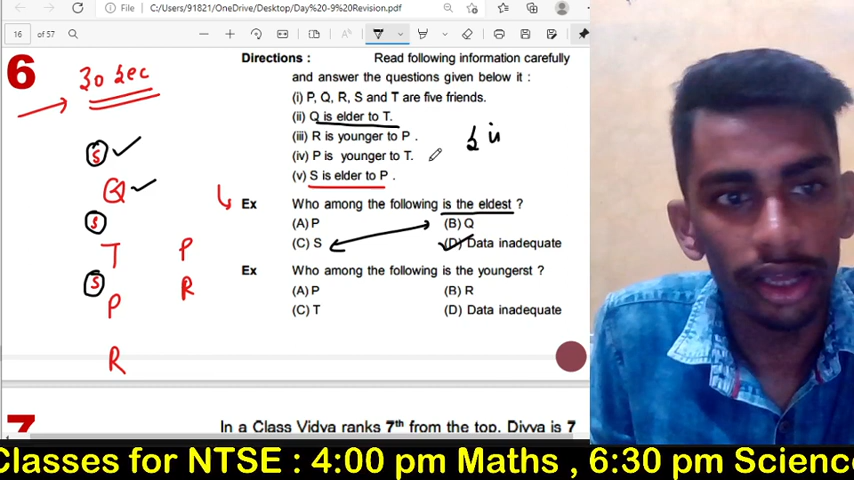 C:/Users/91821/OneDrive/Desktop/Day%20-9%20Revision.pdf
16 of 57
6
30 sec
Directions : Read following information carefully
and answer the questions given below it :
(i) P, Q, R, S and T are five friends.
(ii) Q is elder to T.
(iii) R is younger to P .
(iv) P is younger to T.
(v) S is elder to P .
S
Q
S
T P
S R
P
R
Ex Who among the following is the eldest ?
(A) P (B) Q
(C) S (D) Data inadequate
Ex Who among the following is the youngerst ?
(A) P (B) R
(C) T (D) Data inadequate
7
In a Class Vidya ranks 7th from the top. Divya is 7
Classes for NTSE : 4:00 pm Maths , 6:30 pm Science